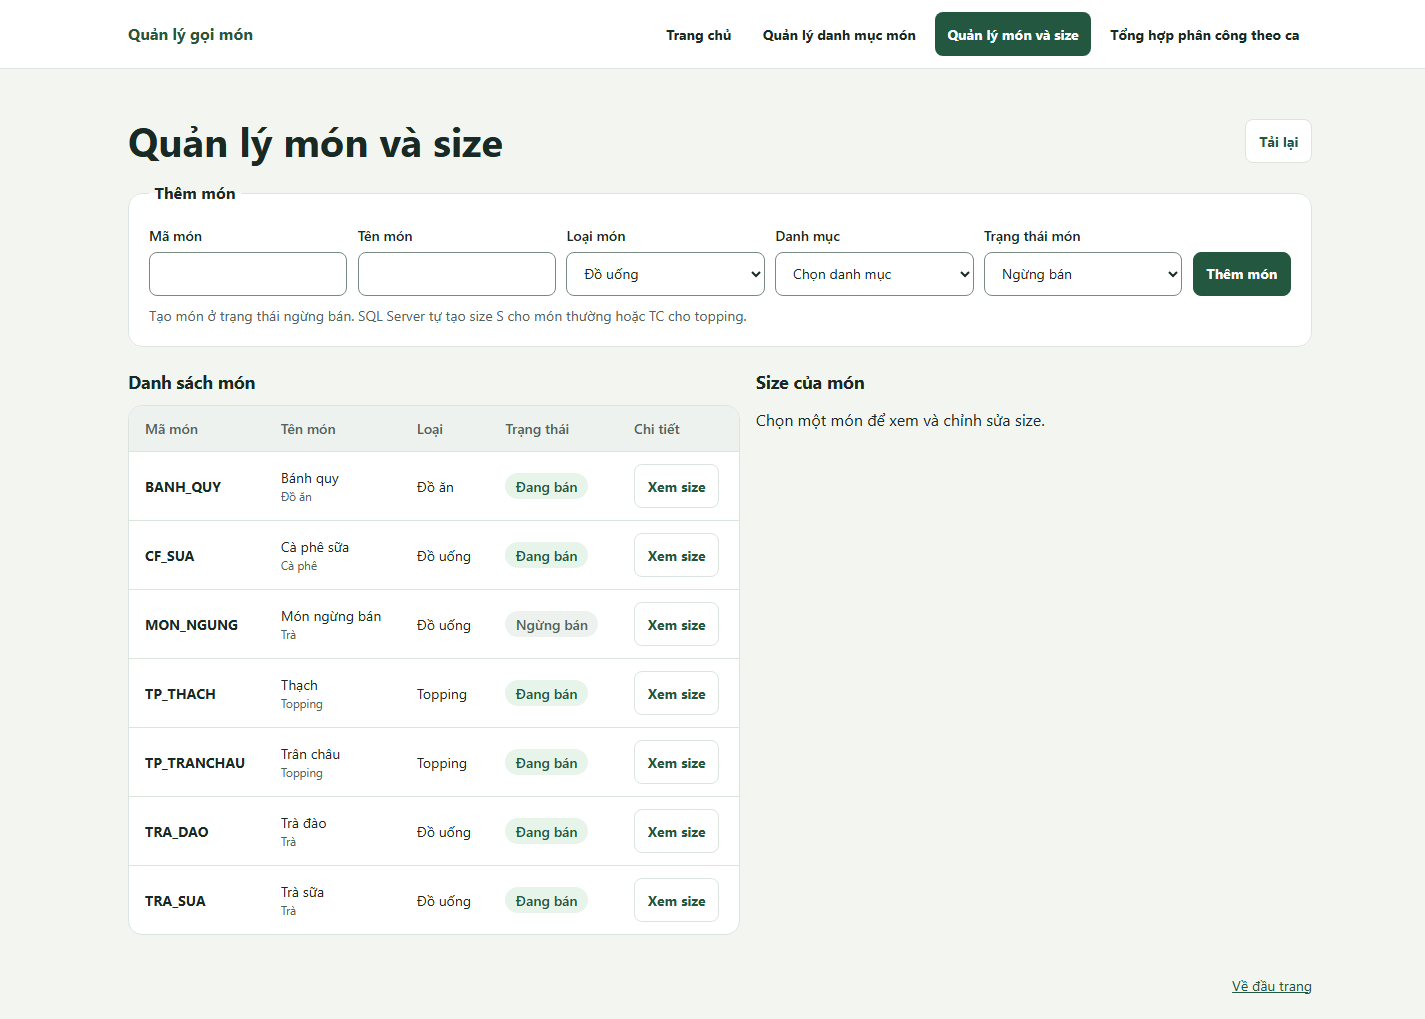 Quản lý gọi món
Trang chủ
Quản lý danh mục món
Quản lý món và size
Tổng hợp phân công theo ca
Quản lý món và size
Tải lại
Thêm món
Mã món
Tên món
Loại món
Danh mục
Trạng thái món
Đồ uống
Chọn danh mục
Ngừng bán
Thêm món
Tạo món ở trạng thái ngừng bán. SQL Server tự tạo size S cho món thường hoặc TC cho topping.
Danh sách món
Size của món
Chọn một món để xem và chỉnh sửa size.
Mã món Tên món Loại Trạng thái Chi tiết
BANH_QUY Bánh quy Đồ ăn Đang bán Xem size
Đồ ăn
CF_SUA Cà phê sữa Đồ uống Đang bán Xem size
Cà phê
MON_NGUNG Món ngừng bán Đồ uống Ngừng bán Xem size
Trà
TP_THACH Thạch Topping Đang bán Xem size
Topping
TP_TRANCHAU Trân châu Topping Đang bán Xem size
Topping
TRA_DAO Trà đào Đồ uống Đang bán Xem size
Trà
TRA_SUA Trà sữa Đồ uống Đang bán Xem size
Trà
Về đầu trang